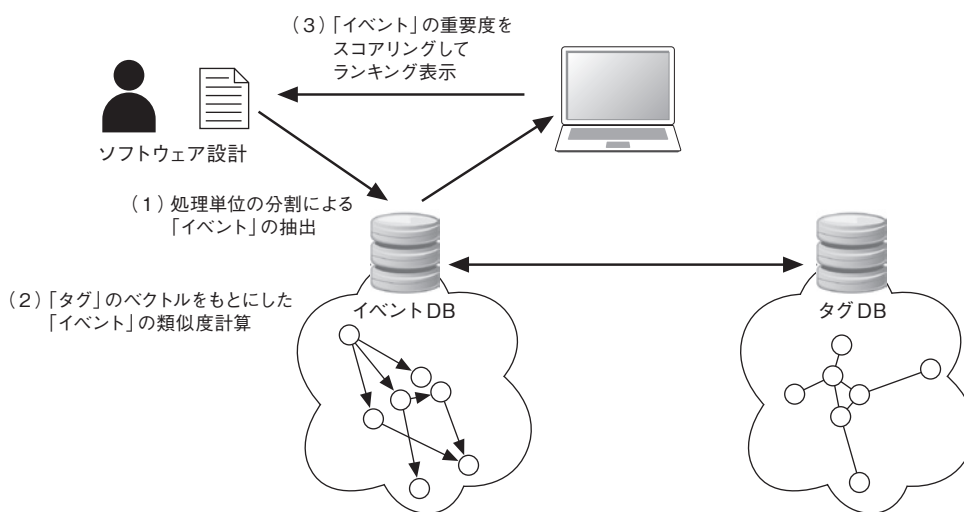 （3）「イベント」の重要度を
スコアリングして
ランキング表示
ソフトウェア設計
（1）処理単位の分割による
「イベント」の抽出
（2）「タグ」のベクトルをもとにした
「イベント」の類似度計算
イベントDB
タグDB